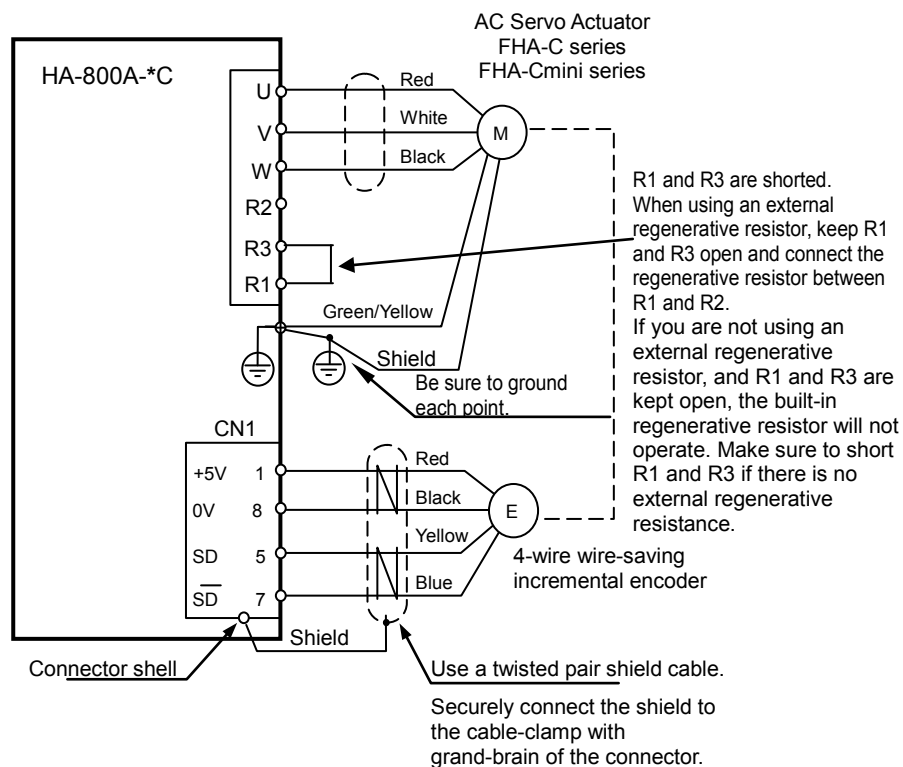 AC Servo Actuator
FHA-C series
FHA-Cmini series
HA-800A-*C
U
Red
V
White
M
W
Black
R2
R3
R1
R1 and R3 are shorted.
When using an external
regenerative resistor, keep R1
and R3 open and connect the
regenerative resistor between
R1 and R2.
If you are not using an
external regenerative
resistor, and R1 and R3 are
kept open, the built-in
regenerative resistor will not
operate. Make sure to short
R1 and R3 if there is no
external regenerative
resistance.
Green/Yellow
Shield
Be sure to ground
each point.
CN1
+5V 1
Red
0V 8
Black
E
SD 5
Yellow
S̅D̅ 7
Blue
4-wire wire-saving
incremental encoder
Shield
Connector shell
Use a twisted pair shield cable.
Securely connect the shield to
the cable-clamp with
grand-brain of the connector.